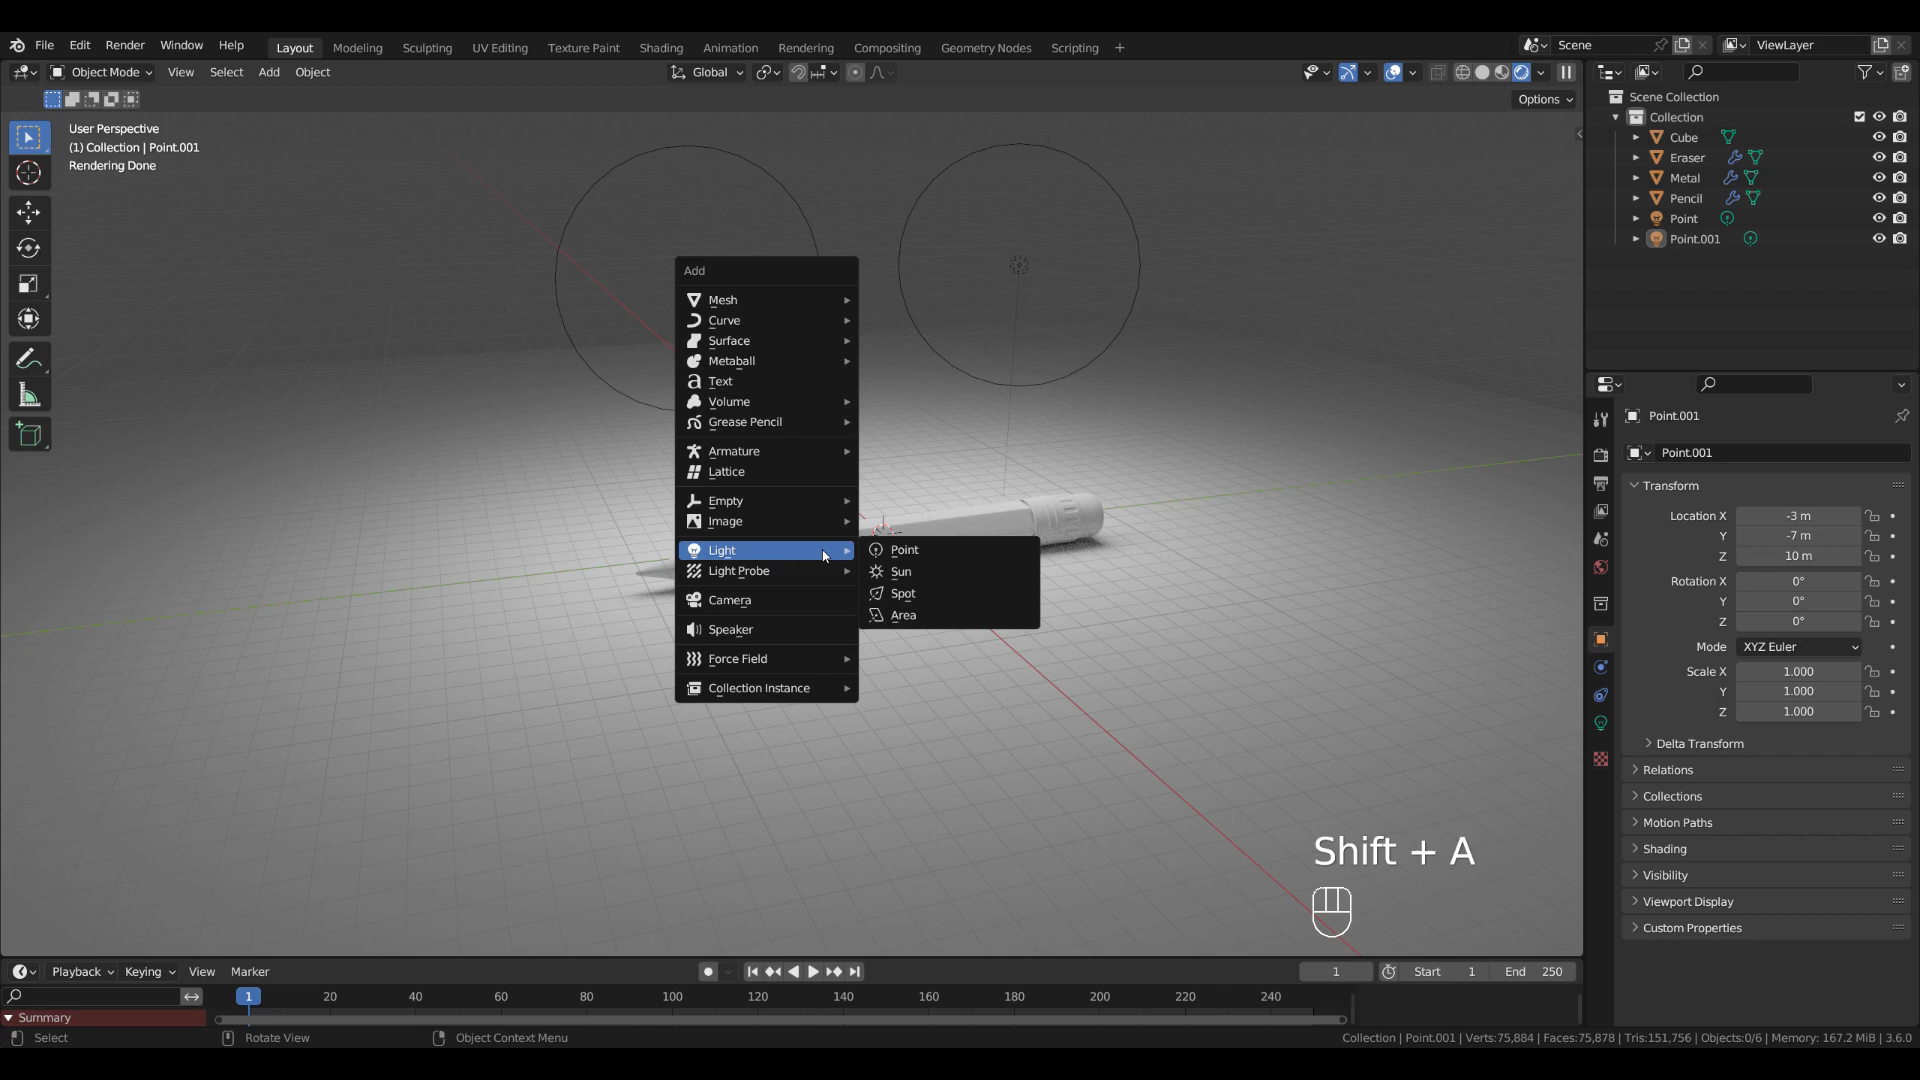 File Edit Render Window Help Layout Modeling Sculpting UV Editing Texture Paint Shading Animation Rendering Compositing Geometry Nodes Scripting + Scene ViewLayer
Object Mode View Select Add Object Global
Options
User Perspective
(1) Collection | Point.001
Rendering Done
Add
Mesh
Curve
Surface
Metaball
Text
Volume
Grease Pencil
Armature
Lattice
Empty
Image
Light
Light Probe
Camera
Speaker
Force Field
Collection Instance
Point
Sun
Spot
Area
Shift + A
Scene Collection
Collection
Cube
Eraser
Metal
Pencil
Point
Point.001
Point.001
Point.001
Transform
Location X -3 m
Y -7 m
Z 10 m
Rotation X 0°
Y 0°
Z 0°
Mode XYZ Euler
Scale X 1.000
Y 1.000
Z 1.000
Delta Transform
Relations
Collections
Motion Paths
Shading
Visibility
Viewport Display
Custom Properties
Playback Keying View Marker 1 Start 1 End 250
1 20 40 60 80 100 120 140 160 180 200 220 240
Summary
Select Rotate View Object Context Menu Collection | Point.001 | Verts:75,884 | Faces:75,878 | Tris:151,756 | Objects:0/6 | Memory: 167.2 MiB | 3.6.0